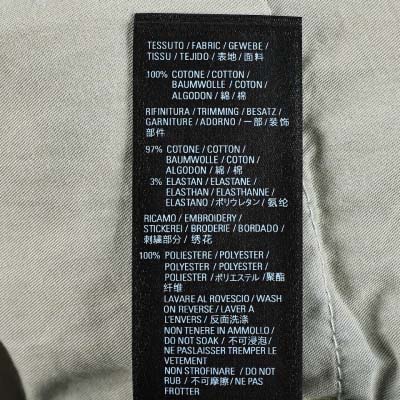 TESSUTO / FABRIC / GEWEBE /
TISSU / TEJIDO / 表地 / 面料
100% COTONE / COTTON /
BAUMWOLLE / COTON /
ALGODON / 綿 / 棉
RIFINITURA / TRIMMING / BESATZ /
GARNITURE / ADORNO / 一部 / 装饰
部件
97% COTONE / COTTON /
BAUMWOLLE / COTON /
ALGODON / 綿 / 棉
3% ELASTAN / ELASTANE /
ELASTHAN / ELASTHANNE /
ELASTANO / ポリウレタン / 氨纶
RICAMO / EMBROIDERY /
STICKEREI / BRODERIE / BORDADO /
刺繍部分 / 绣花
100% POLIESTERE / POLYESTER /
POLYESTER / POLYESTER /
POLIESTER / ポリエステル / 聚酯
纤维
LAVARE AL ROVESCIO / WASH
ON REVERSE / LAVER A
L'ENVERS / 反面洗涤
NON TENERE IN AMMOLLO /
DO NOT SOAK / 不可浸泡 /
NE PASLAISSER TREMPER LE
VETEMENT
NON STROFINARE / DO NOT
RUB / 不可摩擦 / NE PAS
FROTTER